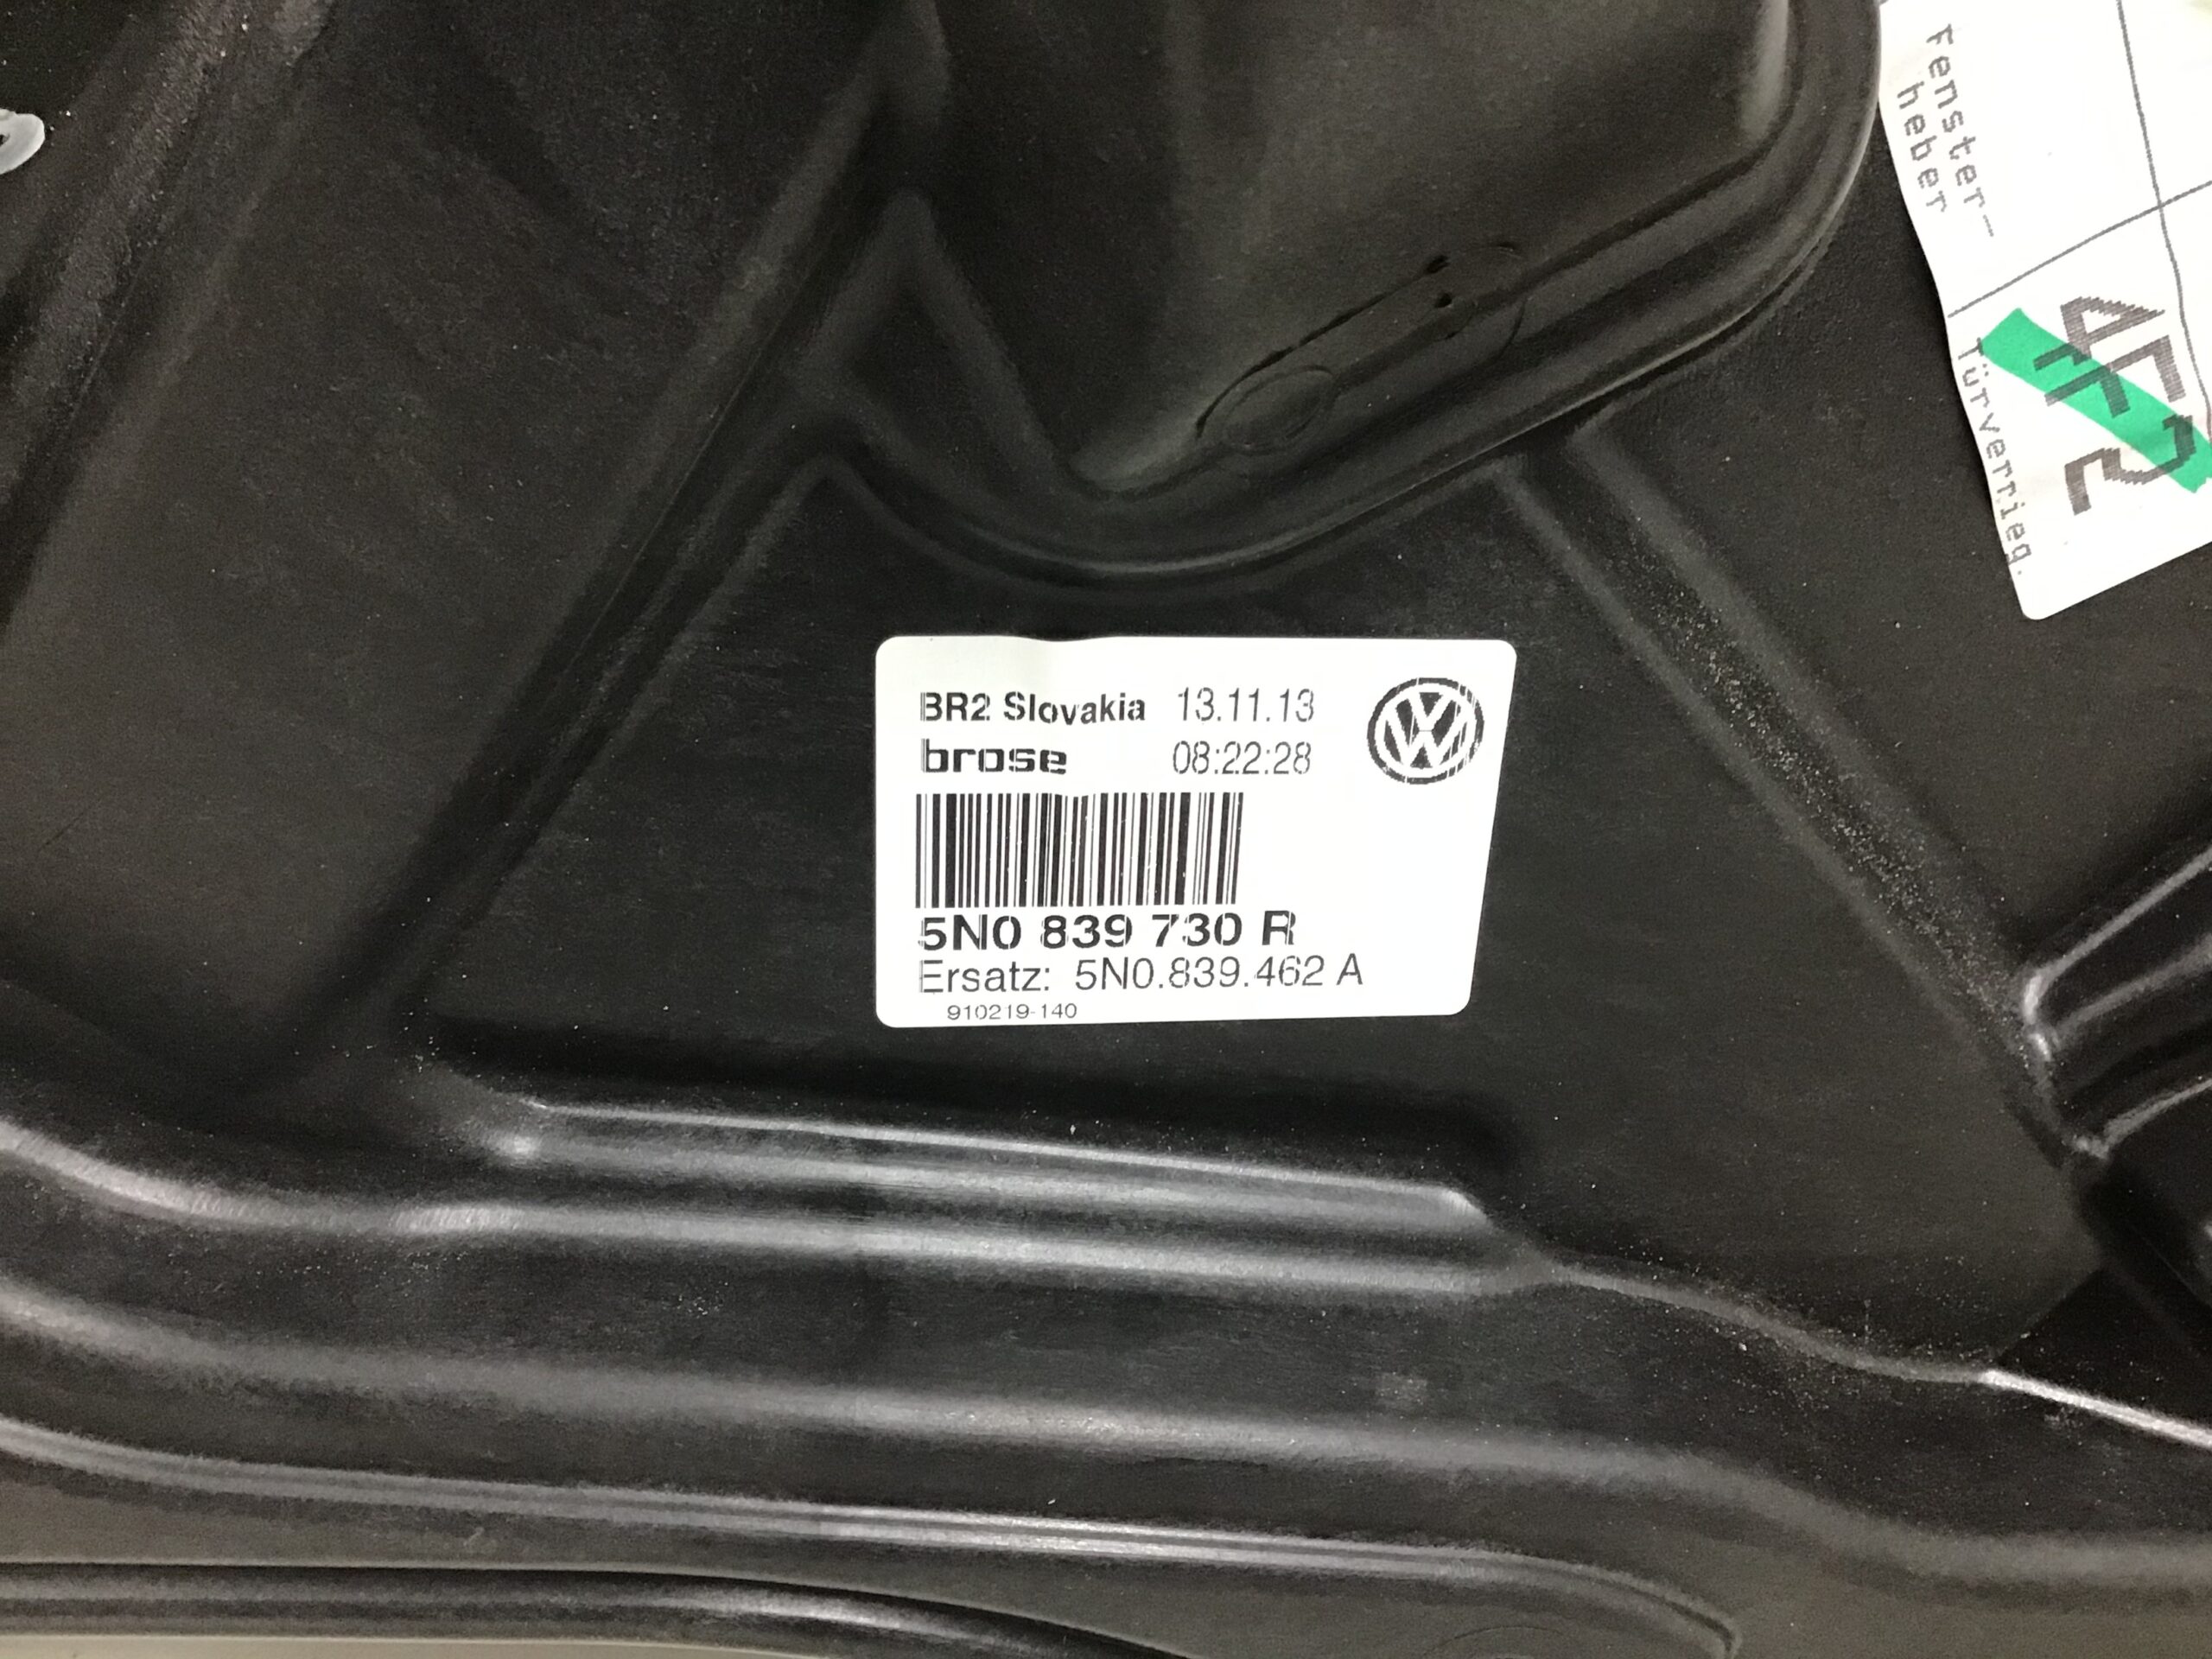 BR2 Slovakia 13.11.13
brose 08:22:28
5N0 839 730 R
Ersatz: 5N0.839.462 A
910219-140
Fenster-
heber
4F2
Türverrieg.